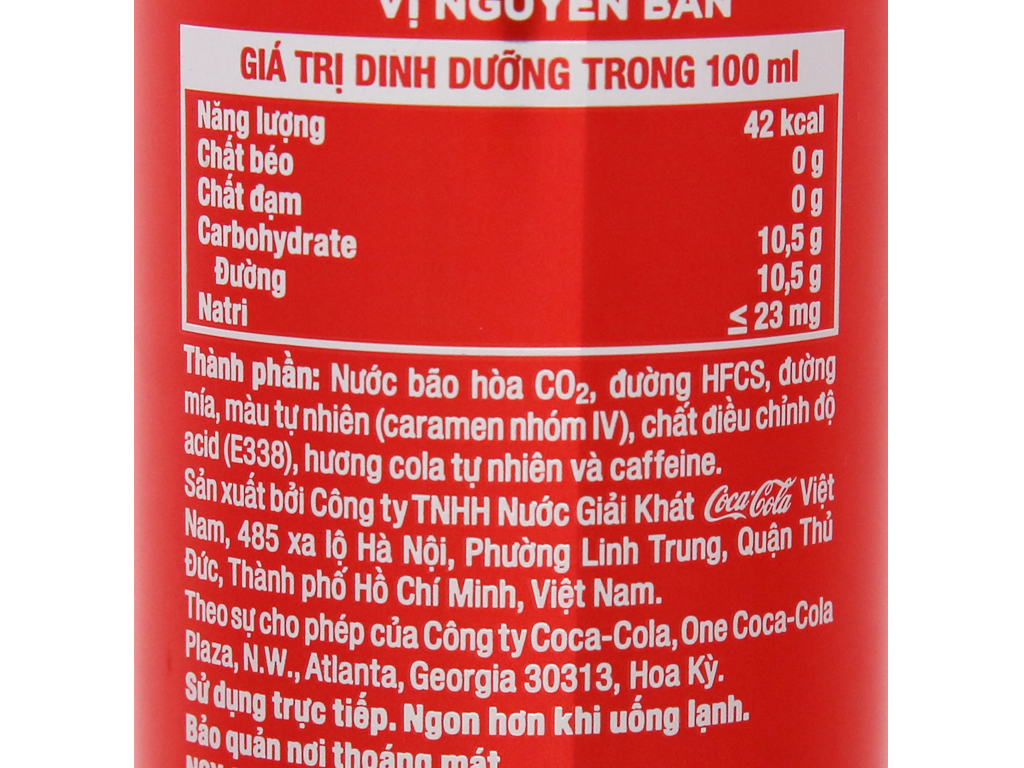 VỊ NGUYÊN BẢN
GIÁ TRỊ DINH DƯỠNG TRONG 100 ml
Năng lượng 42 kcal
Chất béo 0 g
Chất đạm 0 g
Carbohydrate 10,5 g
Đường 10,5 g
Natri ≤ 23 mg
Thành phần: Nước bão hòa CO₂, đường HFCS, đường
mía, màu tự nhiên (caramen nhóm IV), chất điều chỉnh độ
acid (E338), hương cola tự nhiên và caffeine.
Sản xuất bởi Công ty TNHH Nước Giải Khát Coca-Cola Việt
Nam, 485 xa lộ Hà Nội, Phường Linh Trung, Quận Thủ
Đức, Thành phố Hồ Chí Minh, Việt Nam.
Theo sự cho phép của Công ty Coca-Cola, One Coca-Cola
Plaza, N.W., Atlanta, Georgia 30313, Hoa Kỳ.
Sử dụng trực tiếp. Ngon hơn khi uống lạnh.
Bảo quản nơi thoáng mát